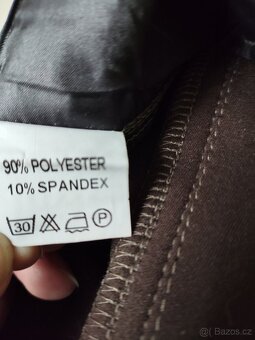 90% POLYESTER
10% SPANDEX
30 P
Bazos.cz